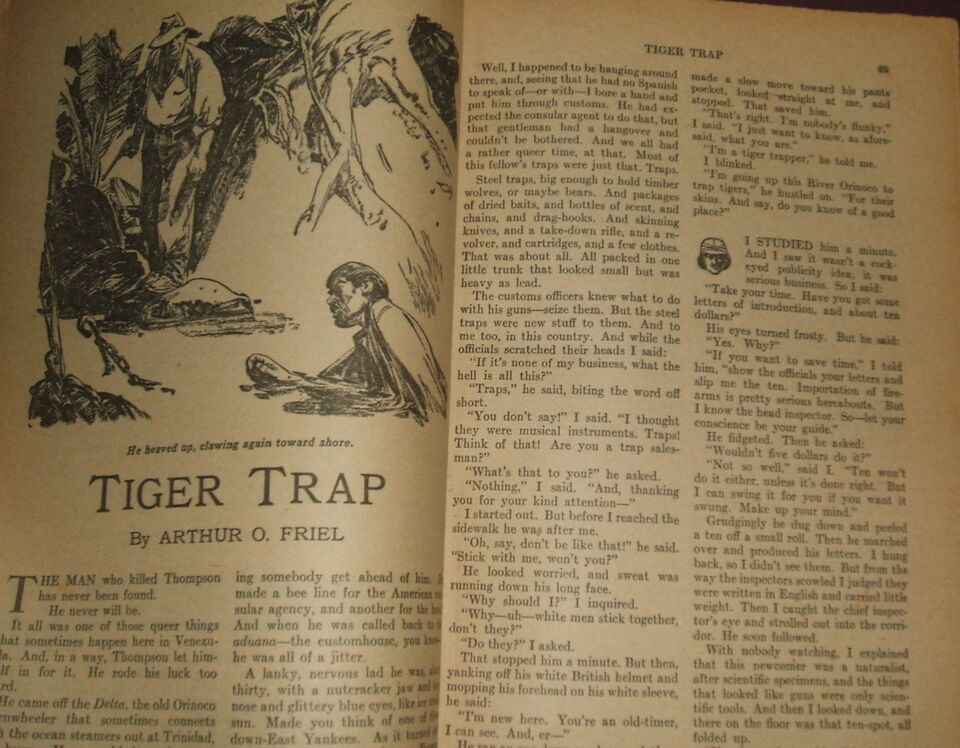 He heaved up, clawing again toward shore.
TIGER TRAP
By ARTHUR O. FRIEL
THE MAN who killed Thompson
has never been found.
He never will be.
It all was one of those queer things
that sometimes happen here in Venezu-
la. And, in a way, Thompson let him-
lf in for it. He rode his luck too
rd.
He came off the Delta, the old Orinoco
rnwheeler that sometimes connects
the ocean steamers out at Trinidad,
ing somebody get ahead of him.
made a bee line for the American
sular agency, and another for the
And when he was called back to
aduana—the customhouse, you
he was all of a jitter.
A lanky, nervous lad he was,
thirty, with a nutcracker jaw and
nose and glittery blue eyes, like
sun. Made you think of one of
down-East Yankees. As it turned
TIGER TRAP
29
Well, I happened to be hanging around
there, and, seeing that he had no Spanish
to speak of—or with—I bore a hand and
put him through customs. He had ex-
pected the consular agent to do that, but
that gentleman had a hangover and
couldn't be bothered. And we all had
a rather queer time, at that. Most of
this fellow's traps were just that. Traps.
Steel traps, big enough to hold timber
wolves, or maybe bears. And packages
of dried baits, and bottles of scent, and
chains, and drag-hooks. And skinning
knives, and a take-down rifle, and a re-
volver, and cartridges, and a few clothes.
That was about all. All packed in one
little trunk that looked small but was
heavy as lead.
The customs officers knew what to do
with his guns—seize them. But the steel
traps were new stuff to them. And to
me too, in this country. And while the
officials scratched their heads I said:
"If it's none of my business, what the
hell is all this?"
"Traps," he said, biting the word off
short.
"You don't say!" I said. "I thought
they were musical instruments. Traps!
Think of that! Are you a trap sales-
man?"
"What's that to you?" he asked.
"Nothing," I said. "And, thanking
you for your kind attention—"
I started out. But before I reached the
sidewalk he was after me.
"Oh, say, don't be like that!" he said.
"Stick with me, won't you?"
He looked worried, and sweat was
running down his long face.
"Why should I?" I inquired.
"Why—uh—white men stick together,
don't they?"
"Do they?" I asked.
That stopped him a minute. But then,
yanking off his white British helmet and
mopping his forehead on his white sleeve,
he said:
"I'm new here. You're an old-timer,
I can see. And, er—"
made a slow move toward his pants
pocket, looked straight at me, and
stopped. That saved him.
"That's right. I'm nobody's flunky,"
I said. "I just want to know, as afore-
said, what you are."
"I'm a tiger trapper," he told me.
I blinked.
"I'm going up this River Orinoco to
trap tigers," he hustled on. "For their
skins. And say, do you know of a good
place?"
I STUDIED him a minute.
And I saw it wasn't a cock-
eyed publicity idea; it was
serious business. So I said:
"Take your time. Have you got some
letters of introduction, and about ten
dollars?"
His eyes turned frosty. But he said:
"Yes. Why?"
"If you want to save time," I told
him, "show the officials your letters and
slip me the ten. Importation of fire-
arms is pretty serious hereabouts. But
I know the head inspector. So—let your
conscience be your guide."
He fidgeted. Then he asked:
"Wouldn't five dollars do it?"
"Not so well," said I. "Ten won't
do it either, unless it's done right. But
I can swing it for you if you want it
swung. Make up your mind."
Grudgingly he dug down and peeled
a ten off a small roll. Then he marched
over and produced his letters. I hung
back, so I didn't see them. But from the
way the inspectors scowled I judged they
were written in English and carried little
weight. Then I caught the chief inspec-
tor's eye and strolled out into the corri-
dor. He soon followed.
With nobody watching, I explained
that this newcomer was a naturalist,
after scientific specimens, and the things
that looked like guns were only scien-
tific tools. And then I looked down, and
there on the floor was that ten-spot, all
folded up.